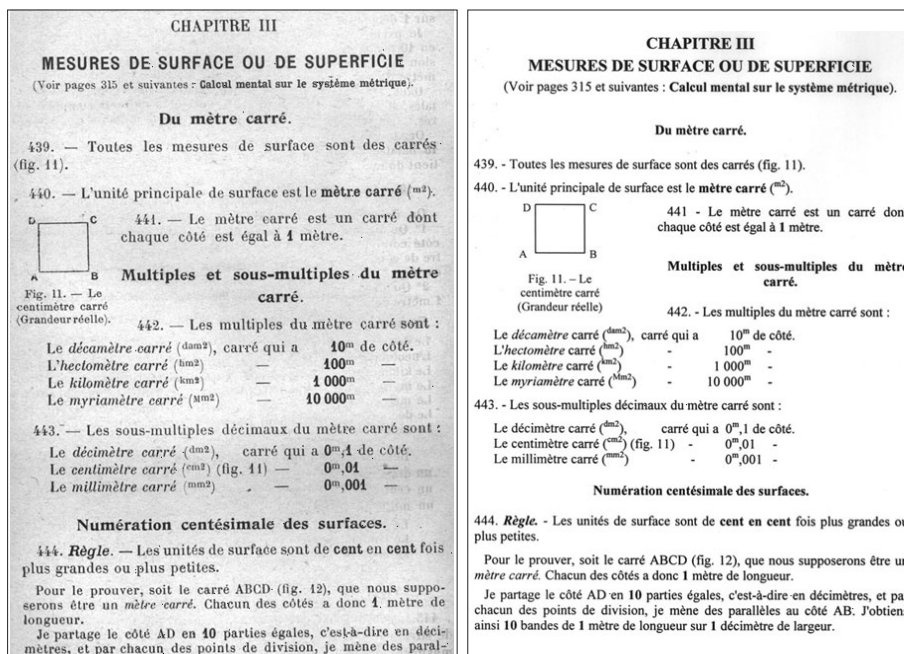 CHAPITRE III
MESURES DE SURFACE OU DE SUPERFICIE
(Voir pages 315 et suivantes : Calcul mental sur le système métrique).
Du mètre carré.
439. — Toutes les mesures de surface sont des carrés
(fig. 11).
440. — L'unité principale de surface est le mètre carré (m2).
D C
A B
Fig. 11. — Le
centimètre carré
(Grandeur réelle).
441. — Le mètre carré est un carré dont
chaque côté est égal à 1 mètre.
Multiples et sous-multiples du mètre
carré.
442. — Les multiples du mètre carré sont :
Le décamètre carré (dam2), carré qui a 10m de côté.
L'hectomètre carré (hm2) — 100m —
Le kilomètre carré (km2) — 1 000m —
Le myriamètre carré (Mm2) — 10 000m —
443. — Les sous-multiples décimaux du mètre carré sont :
Le décimètre carré (dm2), carré qui a 0m,1 de côté.
Le centimètre carré (cm2) (fig. 11) — 0m,01 —
Le millimètre carré (mm2) — 0m,001 —
Numération centésimale des surfaces.
444. Règle. — Les unités de surface sont de cent en cent fois
plus grandes ou plus petites.
Pour le prouver, soit le carré ABCD (fig. 12), que nous suppo-
serons être un mètre carré. Chacun des côtés a donc 1 mètre de
longueur.
Je partage le côté AD en 10 parties égales, c'est-à-dire en déci-
mètres, et par chacun des points de division, je mène des paral-
CHAPITRE III
MESURES DE SURFACE OU DE SUPERFICIE
(Voir pages 315 et suivantes : Calcul mental sur le système métrique).
Du mètre carré.
439. - Toutes les mesures de surface sont des carrés (fig. 11).
440. - L'unité principale de surface est le mètre carré (m2).
D C
A B
Fig. 11. – Le
centimètre carré
(Grandeur réelle)
441 - Le mètre carré est un carré don
chaque côté est égal à 1 mètre.
Multiples et sous-multiples du mètre
carré.
442. - Les multiples du mètre carré sont :
Le décamètre carré (dam2), carré qui a 10m de côté.
L'hectomètre carré (hm2) - 100m -
Le kilomètre carré (km2) - 1 000m -
Le myriamètre carré (Mm2) - 10 000m -
443. - Les sous-multiples décimaux du mètre carré sont :
Le décimètre carré (dm2), carré qui a 0m,1 de côté.
Le centimètre carré (cm2) (fig. 11) - 0m,01 -
Le millimètre carré (mm2) - 0m,001 -
Numération centésimale des surfaces.
444. Règle. - Les unités de surface sont de cent en cent fois plus grandes ou
plus petites.
Pour le prouver, soit le carré ABCD (fig. 12), que nous supposerons être un
mètre carré. Chacun des côtés a donc 1 mètre de longueur.
Je partage le côté AD en 10 parties égales, c'est-à-dire en décimètres, et pa
chacun des points de division, je mène des parallèles au côté AB. J'obtiens
ainsi 10 bandes de 1 mètre de longueur sur 1 décimètre de largeur.